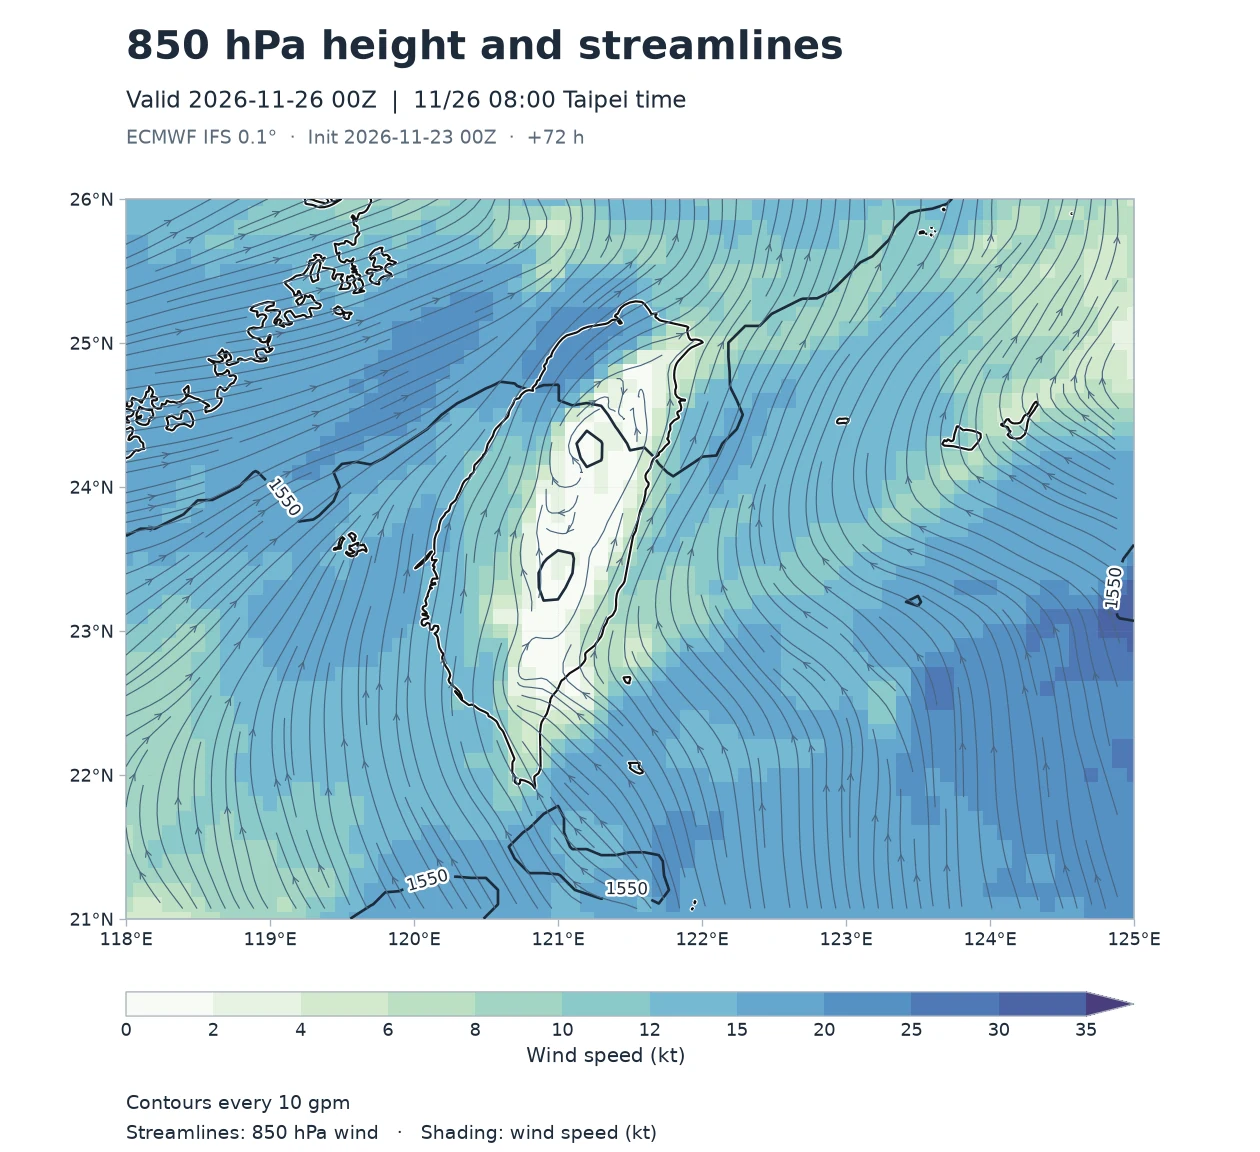 850 hPa height and streamlines
Valid 2026-11-26 00Z | 11/26 08:00 Taipei time
ECMWF IFS 0.1° · Init 2026-11-23 00Z · +72 h
26°N
25°N
24°N
23°N
22°N
21°N
1550
1550
1550
1550
118°E 119°E 120°E 121°E 122°E 123°E 124°E 125°E
0 2 4 6 8 10 12 15 20 25 30 35
Wind speed (kt)
Contours every 10 gpm
Streamlines: 850 hPa wind · Shading: wind speed (kt)